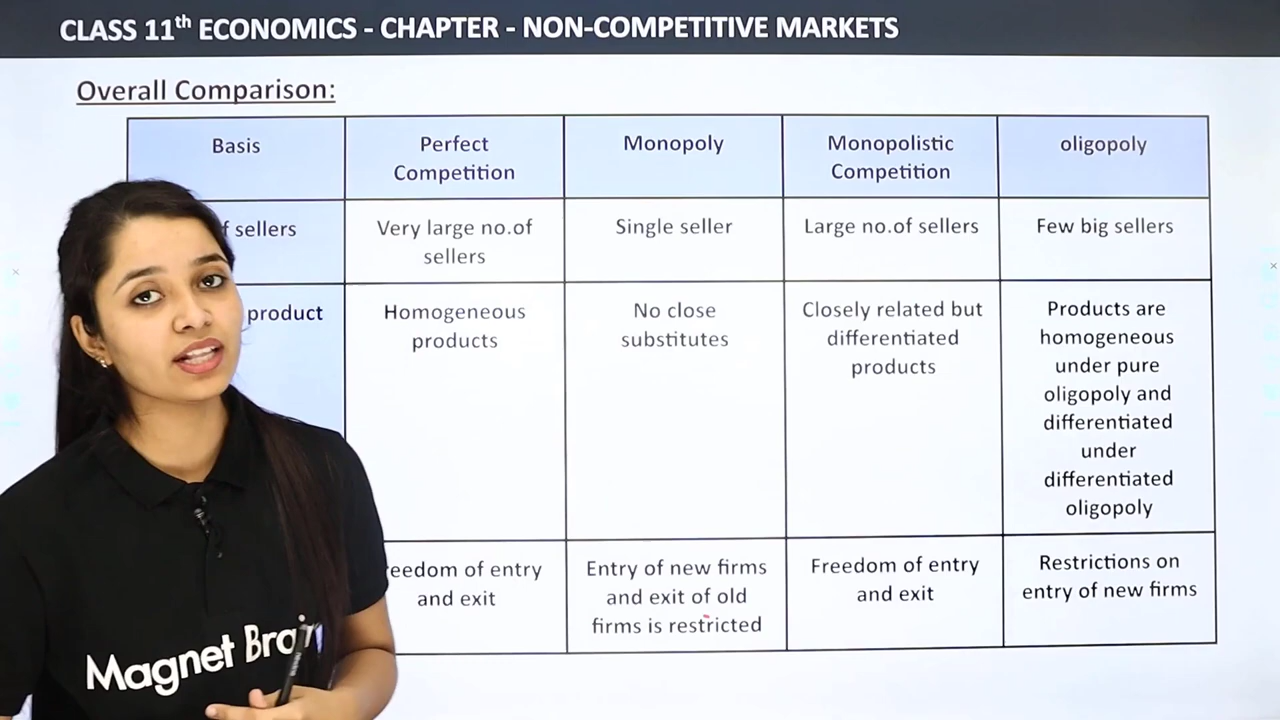 CLASS 11th ECONOMICS - CHAPTER - NON-COMPETITIVE MARKETS
Overall Comparison:
Basis
Perfect
Competition
Monopoly
Monopolistic
Competition
oligopoly
sellers
Very large no.of
sellers
Single seller
Large no.of sellers
Few big sellers
product
Homogeneous
products
No close
substitutes
Closely related but
differentiated
products
Products are
homogeneous
under pure
oligopoly and
differentiated
under
differentiated
oligopoly
of entry
and exit
Entry of new firms
and exit of old
firms is restricted
Freedom of entry
and exit
Restrictions on
entry of new firms
Magnet